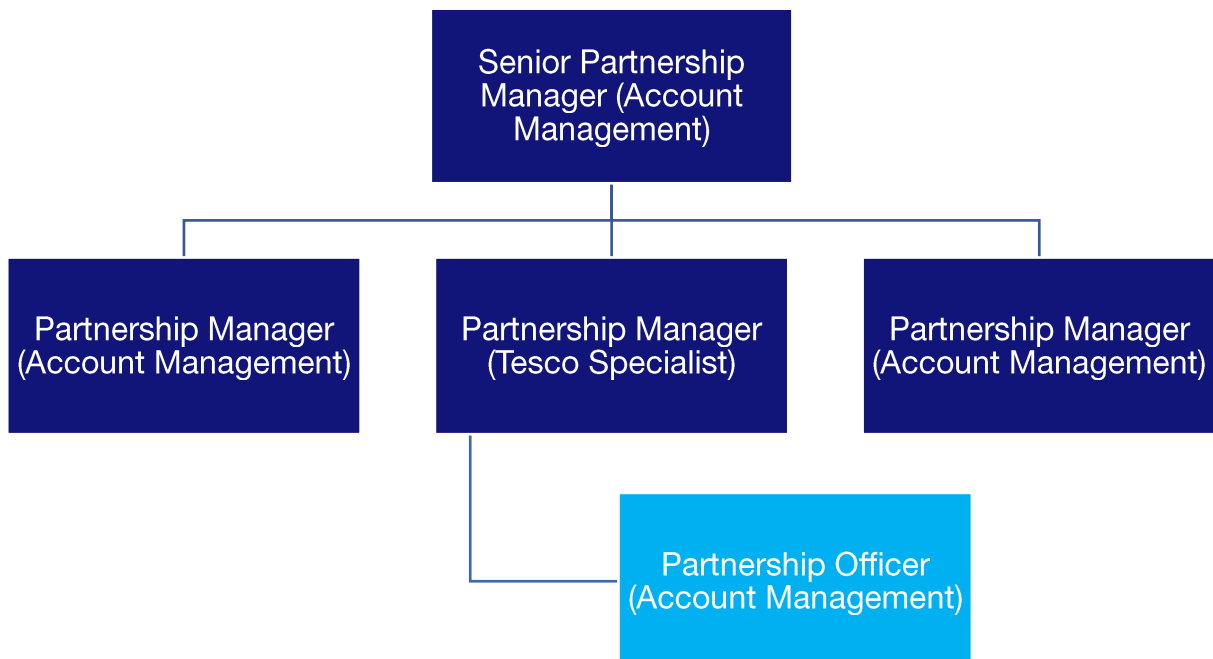 Senior Partnership
Manager (Account
Management)
Partnership Manager
(Account Management)
Partnership Manager
(Tesco Specialist)
Partnership Manager
(Account Management)
Partnership Officer
(Account Management)